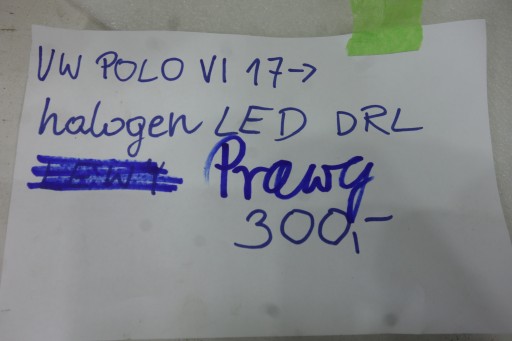 VW POLO VI 17->
halogen LED DRL
Prawy
300,-